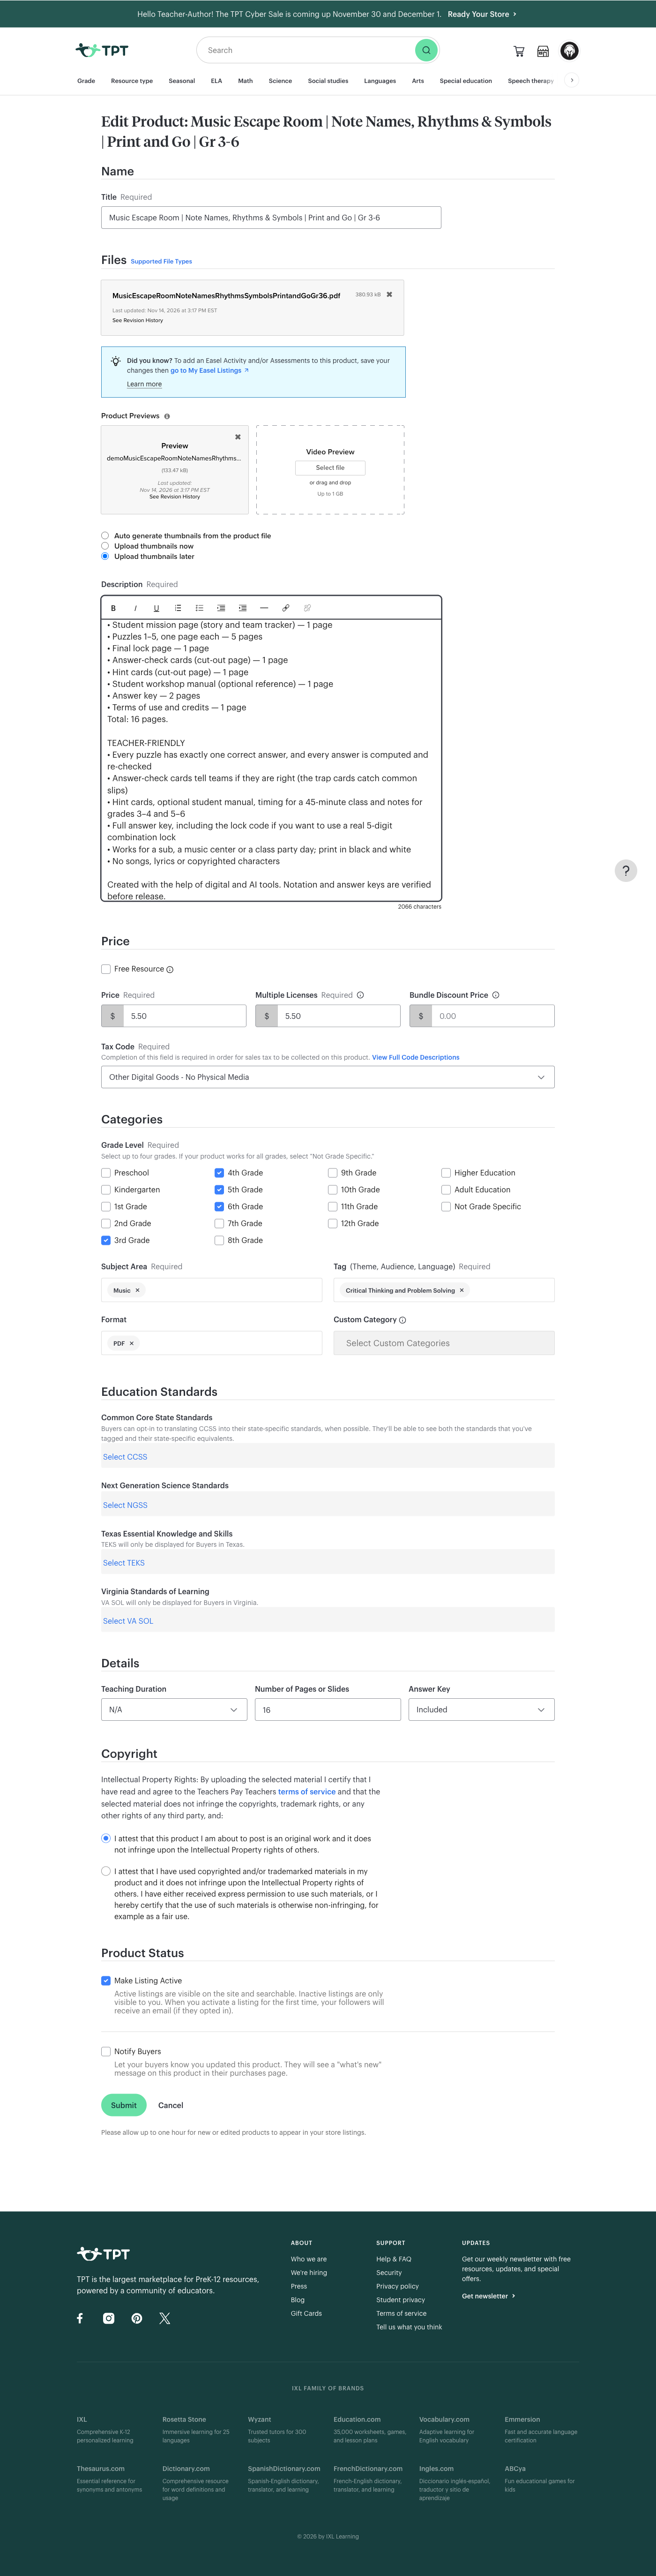 Hello Teacher-Author! The TPT Cyber Sale is coming up November 30 and December 1. Ready Your Store >
TPT
Search
Grade Resource type Seasonal ELA Math Science Social studies Languages Arts Special education Speech therapy
Edit Product: Music Escape Room | Note Names, Rhythms & Symbols
| Print and Go | Gr 3-6
Name
Title Required
Music Escape Room | Note Names, Rhythms & Symbols | Print and Go | Gr 3-6
Files Supported File Types
MusicEscapeRoomNoteNamesRhythmsSymbolsPrintandGoGr36.pdf 380.93 kB
Last updated: Nov 14, 2026 at 3:17 PM EST
See Revision History
Did you know? To add an Easel Activity and/or Assessments to this product, save your
changes then go to My Easel Listings
Learn more
Product Previews
Preview
demoMusicEscapeRoomNoteNamesRhythms...
(133.47 kB)
Last updated:
Nov 14, 2026 at 3:17 PM EST
See Revision History
Video Preview
Select file
or drag and drop
Up to 1 GB
Auto generate thumbnails from the product file
Upload thumbnails now
Upload thumbnails later
Description Required
B I U
• Student mission page (story and team tracker) — 1 page
• Puzzles 1–5, one page each — 5 pages
• Final lock page — 1 page
• Answer-check cards (cut-out page) — 1 page
• Hint cards (cut-out page) — 1 page
• Student workshop manual (optional reference) — 1 page
• Answer key — 2 pages
• Terms of use and credits — 1 page
Total: 16 pages.
TEACHER-FRIENDLY
• Every puzzle has exactly one correct answer, and every answer is computed and
re-checked
• Answer-check cards tell teams if they are right (the trap cards catch common
slips)
• Hint cards, optional student manual, timing for a 45-minute class and notes for
grades 3–4 and 5–6
• Full answer key, including the lock code if you want to use a real 5-digit
combination lock
• Works for a sub, a music center or a class party day; print in black and white
• No songs, lyrics or copyrighted characters
Created with the help of digital and AI tools. Notation and answer keys are verified
before release.
2066 characters
?
Price
Free Resource
Price Required Multiple Licenses Required Bundle Discount Price
$ 5.50 $ 5.50 $ 0.00
Tax Code Required
Completion of this field is required in order for sales tax to be collected on this product. View Full Code Descriptions
Other Digital Goods - No Physical Media
Categories
Grade Level Required
Select up to four grades. If your product works for all grades, select "Not Grade Specific."
Preschool 4th Grade 9th Grade Higher Education
Kindergarten 5th Grade 10th Grade Adult Education
1st Grade 6th Grade 11th Grade Not Grade Specific
2nd Grade 7th Grade 12th Grade
3rd Grade 8th Grade
Subject Area Required Tag (Theme, Audience, Language) Required
Music × Critical Thinking and Problem Solving ×
Format Custom Category
PDF × Select Custom Categories
Education Standards
Common Core State Standards
Buyers can opt-in to translating CCSS into their state-specific standards, when possible. They'll be able to see both the standards that you've
tagged and their state-specific equivalents.
Select CCSS
Next Generation Science Standards
Select NGSS
Texas Essential Knowledge and Skills
TEKS will only be displayed for Buyers in Texas.
Select TEKS
Virginia Standards of Learning
VA SOL will only be displayed for Buyers in Virginia.
Select VA SOL
Details
Teaching Duration Number of Pages or Slides Answer Key
N/A 16 Included
Copyright
Intellectual Property Rights: By uploading the selected material I certify that I
have read and agree to the Teachers Pay Teachers terms of service and that the
selected material does not infringe the copyrights, trademark rights, or any
other rights of any third party, and:
I attest that this product I am about to post is an original work and it does
not infringe upon the Intellectual Property rights of others.
I attest that I have used copyrighted and/or trademarked materials in my
product and it does not infringe upon the Intellectual Property rights of
others. I have either received express permission to use such materials, or I
hereby certify that the use of such materials is otherwise non-infringing, for
example as a fair use.
Product Status
Make Listing Active
Active listings are visible on the site and searchable. Inactive listings are only
visible to you. When you activate a listing for the first time, your followers will
receive an email (if they opted in).
Notify Buyers
Let your buyers know you updated this product. They will see a "what's new"
message on this product in their purchases page.
Submit Cancel
Please allow up to one hour for new or edited products to appear in your store listings.
TPT
TPT is the largest marketplace for PreK-12 resources,
powered by a community of educators.
ABOUT
Who we are
We're hiring
Press
Blog
Gift Cards
SUPPORT
Help & FAQ
Security
Privacy policy
Student privacy
Terms of service
Tell us what you think
UPDATES
Get our weekly newsletter with free
resources, updates, and special
offers.
Get newsletter >
IXL FAMILY OF BRANDS
IXL
Comprehensive K-12
personalized learning
Rosetta Stone
Immersive learning for 25
languages
Wyzant
Trusted tutors for 300
subjects
Education.com
35,000 worksheets, games,
and lesson plans
Vocabulary.com
Adaptive learning for
English vocabulary
Emmersion
Fast and accurate language
certification
Thesaurus.com
Essential reference for
synonyms and antonyms
Dictionary.com
Comprehensive resource
for word definitions and
usage
SpanishDictionary.com
Spanish-English dictionary,
translator, and learning
FrenchDictionary.com
French-English dictionary,
translator, and learning
Ingles.com
Diccionario inglés-español,
traductor y sitio de
aprendizaje
ABCya
Fun educational games for
kids
© 2026 by IXL Learning